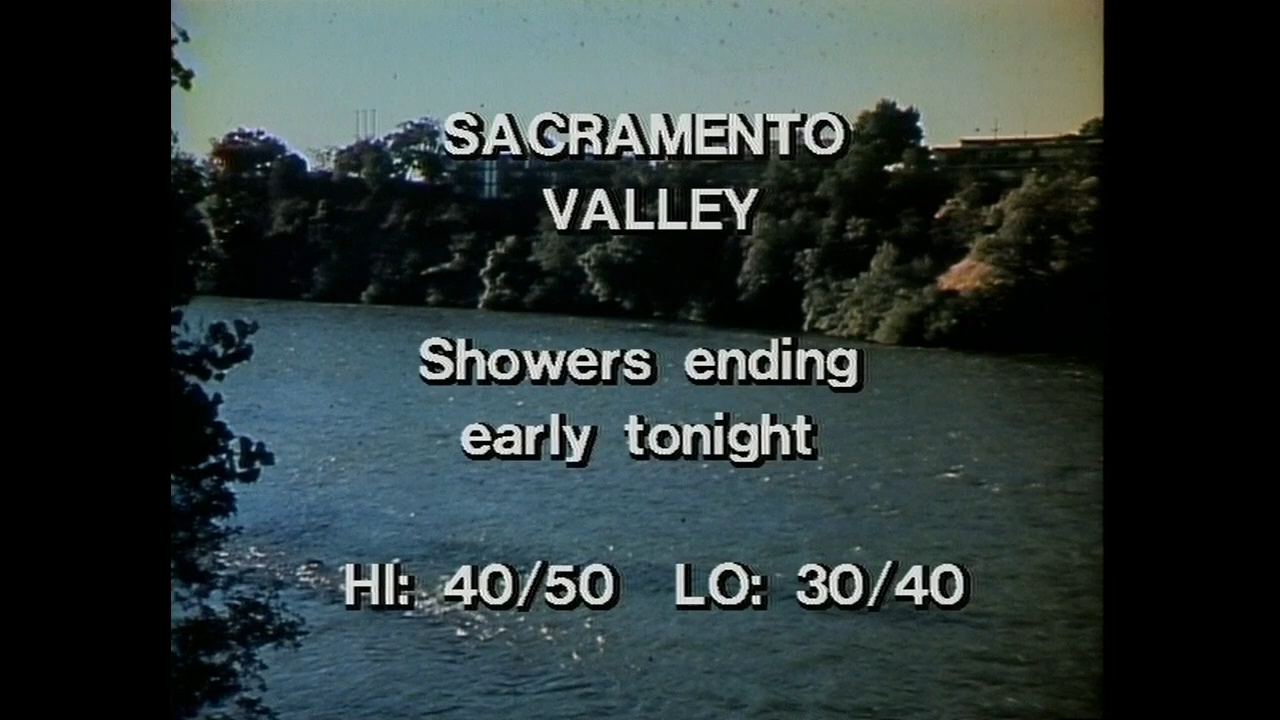 SACRAMENTO
VALLEY
Showers ending
early tonight
HI: 40/50 LO: 30/40